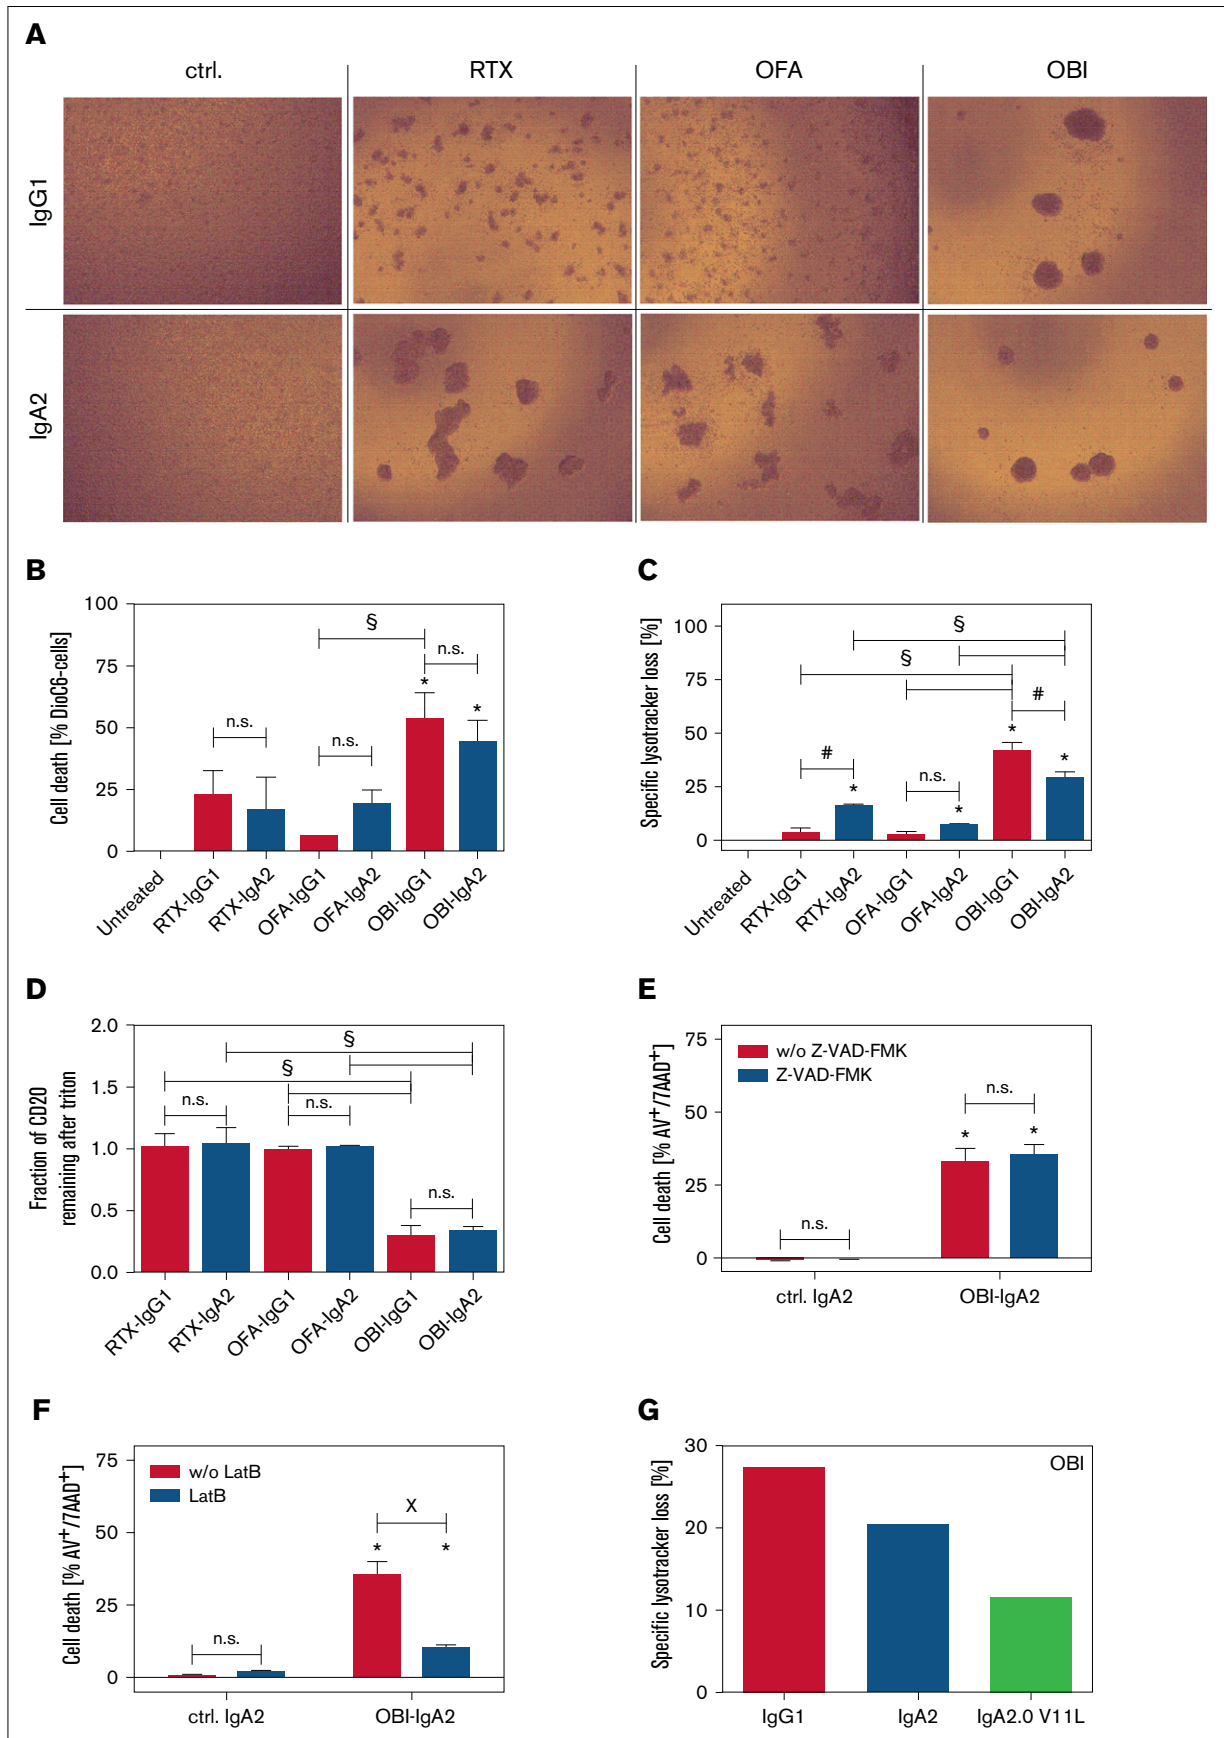 A
ctrl.
RTX
OFA
OBI
IgG1
IgA2
B
Cell death [% DioC6-cells]
100
75
50
25
0
n.s.
n.s.
§
n.s.
*
*
Untreated
RTX-IgG1
RTX-IgA2
OFA-IgG1
OFA-IgA2
OBI-IgG1
OBI-IgA2
C
Specific lysotracker loss [%]
100
75
50
25
0
§
§
#
#
n.s.
*
*
*
*
Untreated
RTX-IgG1
RTX-IgA2
OFA-IgG1
OFA-IgA2
OBI-IgG1
OBI-IgA2
D
Fraction of CD20
remaining after triton
2.0
1.5
1.0
0.5
0.0
§
§
n.s.
n.s.
n.s.
RTX-IgG1
RTX-IgA2
OFA-IgG1
OFA-IgA2
OBI-IgG1
OBI-IgA2
E
Cell death [% AV⁺/7AAD⁺]
75
50
25
0
w/o Z-VAD-FMK
Z-VAD-FMK
n.s.
n.s.
*
*
ctrl. IgA2
OBI-IgA2
F
Cell death [% AV⁺/7AAD⁺]
75
50
25
0
w/o LatB
LatB
n.s.
X
*
*
ctrl. IgA2
OBI-IgA2
G
Specific lysotracker loss [%]
30
20
10
0
OBI
IgG1
IgA2
IgA2.0 V11L